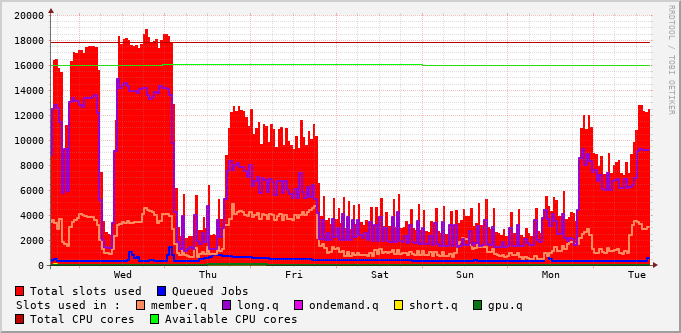 20000
18000
16000
14000
12000
10000
8000
6000
4000
2000
0
Wed Thu Fri Sat Sun Mon Tue
RRDTOOL / TOBI OETIKER
Total slots used Queued Jobs
Slots used in : member.q long.q ondemand.q short.q gpu.q
Total CPU cores Available CPU cores